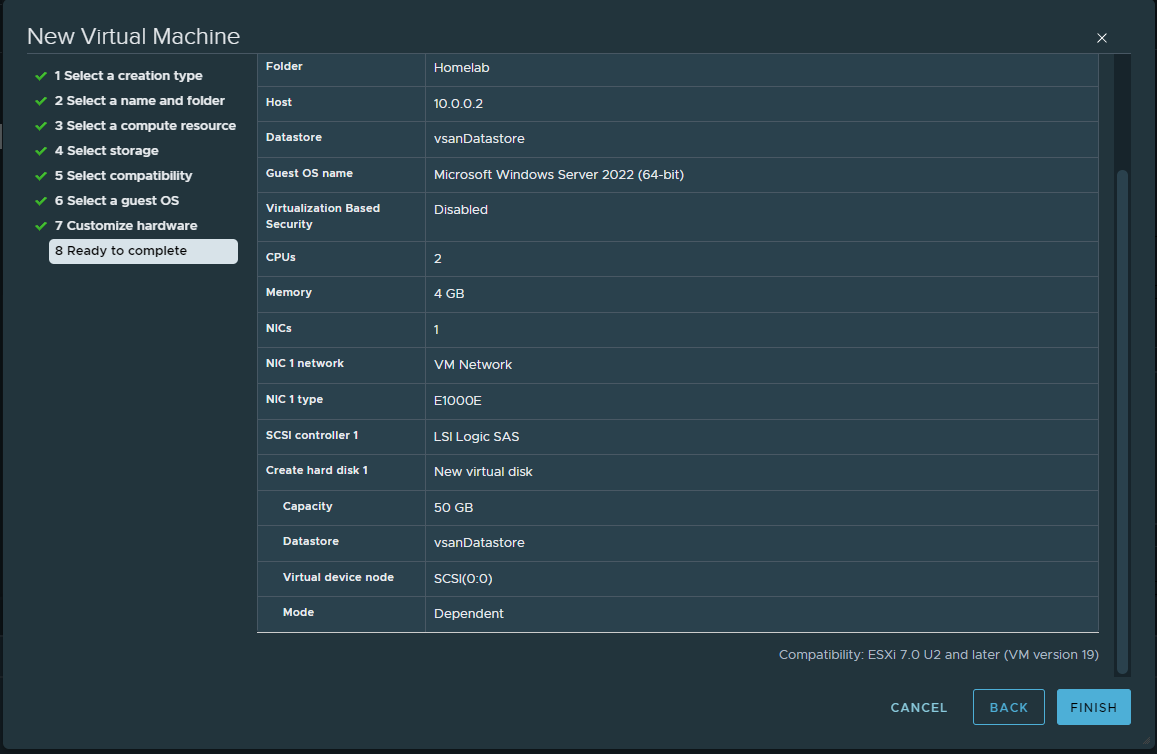 New Virtual Machine
1 Select a creation type
2 Select a name and folder
3 Select a compute resource
4 Select storage
5 Select compatibility
6 Select a guest OS
7 Customize hardware
8 Ready to complete
Folder Homelab
Host 10.0.0.2
Datastore vsanDatastore
Guest OS name Microsoft Windows Server 2022 (64-bit)
Virtualization Based Disabled
Security
CPUs 2
Memory 4 GB
NICs 1
NIC 1 network VM Network
NIC 1 type E1000E
SCSI controller 1 LSI Logic SAS
Create hard disk 1 New virtual disk
Capacity 50 GB
Datastore vsanDatastore
Virtual device node SCSI(0:0)
Mode Dependent
Compatibility: ESXi 7.0 U2 and later (VM version 19)
CANCEL BACK FINISH